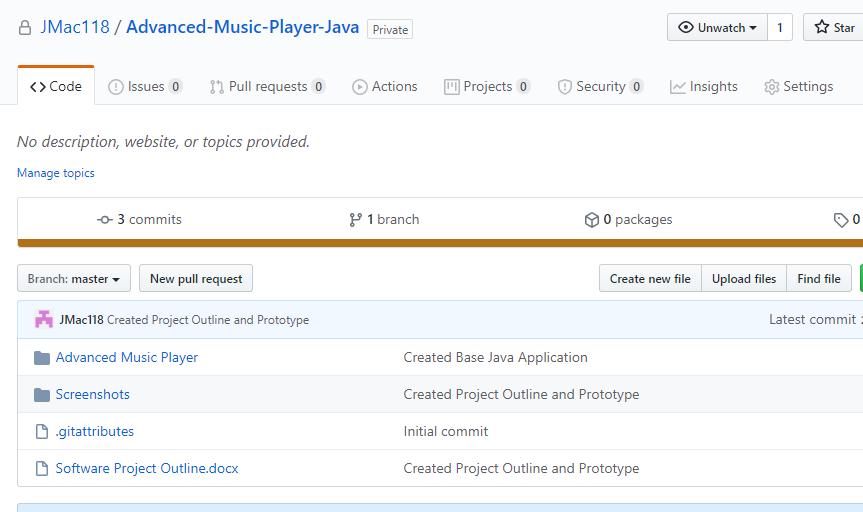 JMac118 / Advanced-Music-Player-Java Private Unwatch 1 Star
Code Issues 0 Pull requests 0 Actions Projects 0 Security 0 Insights Settings
No description, website, or topics provided.
Manage topics
3 commits 1 branch 0 packages 0
Branch: master New pull request Create new file Upload files Find file
JMac118 Created Project Outline and Prototype Latest commit
Advanced Music Player Created Base Java Application
Screenshots Created Project Outline and Prototype
.gitattributes Initial commit
Software Project Outline.docx Created Project Outline and Prototype